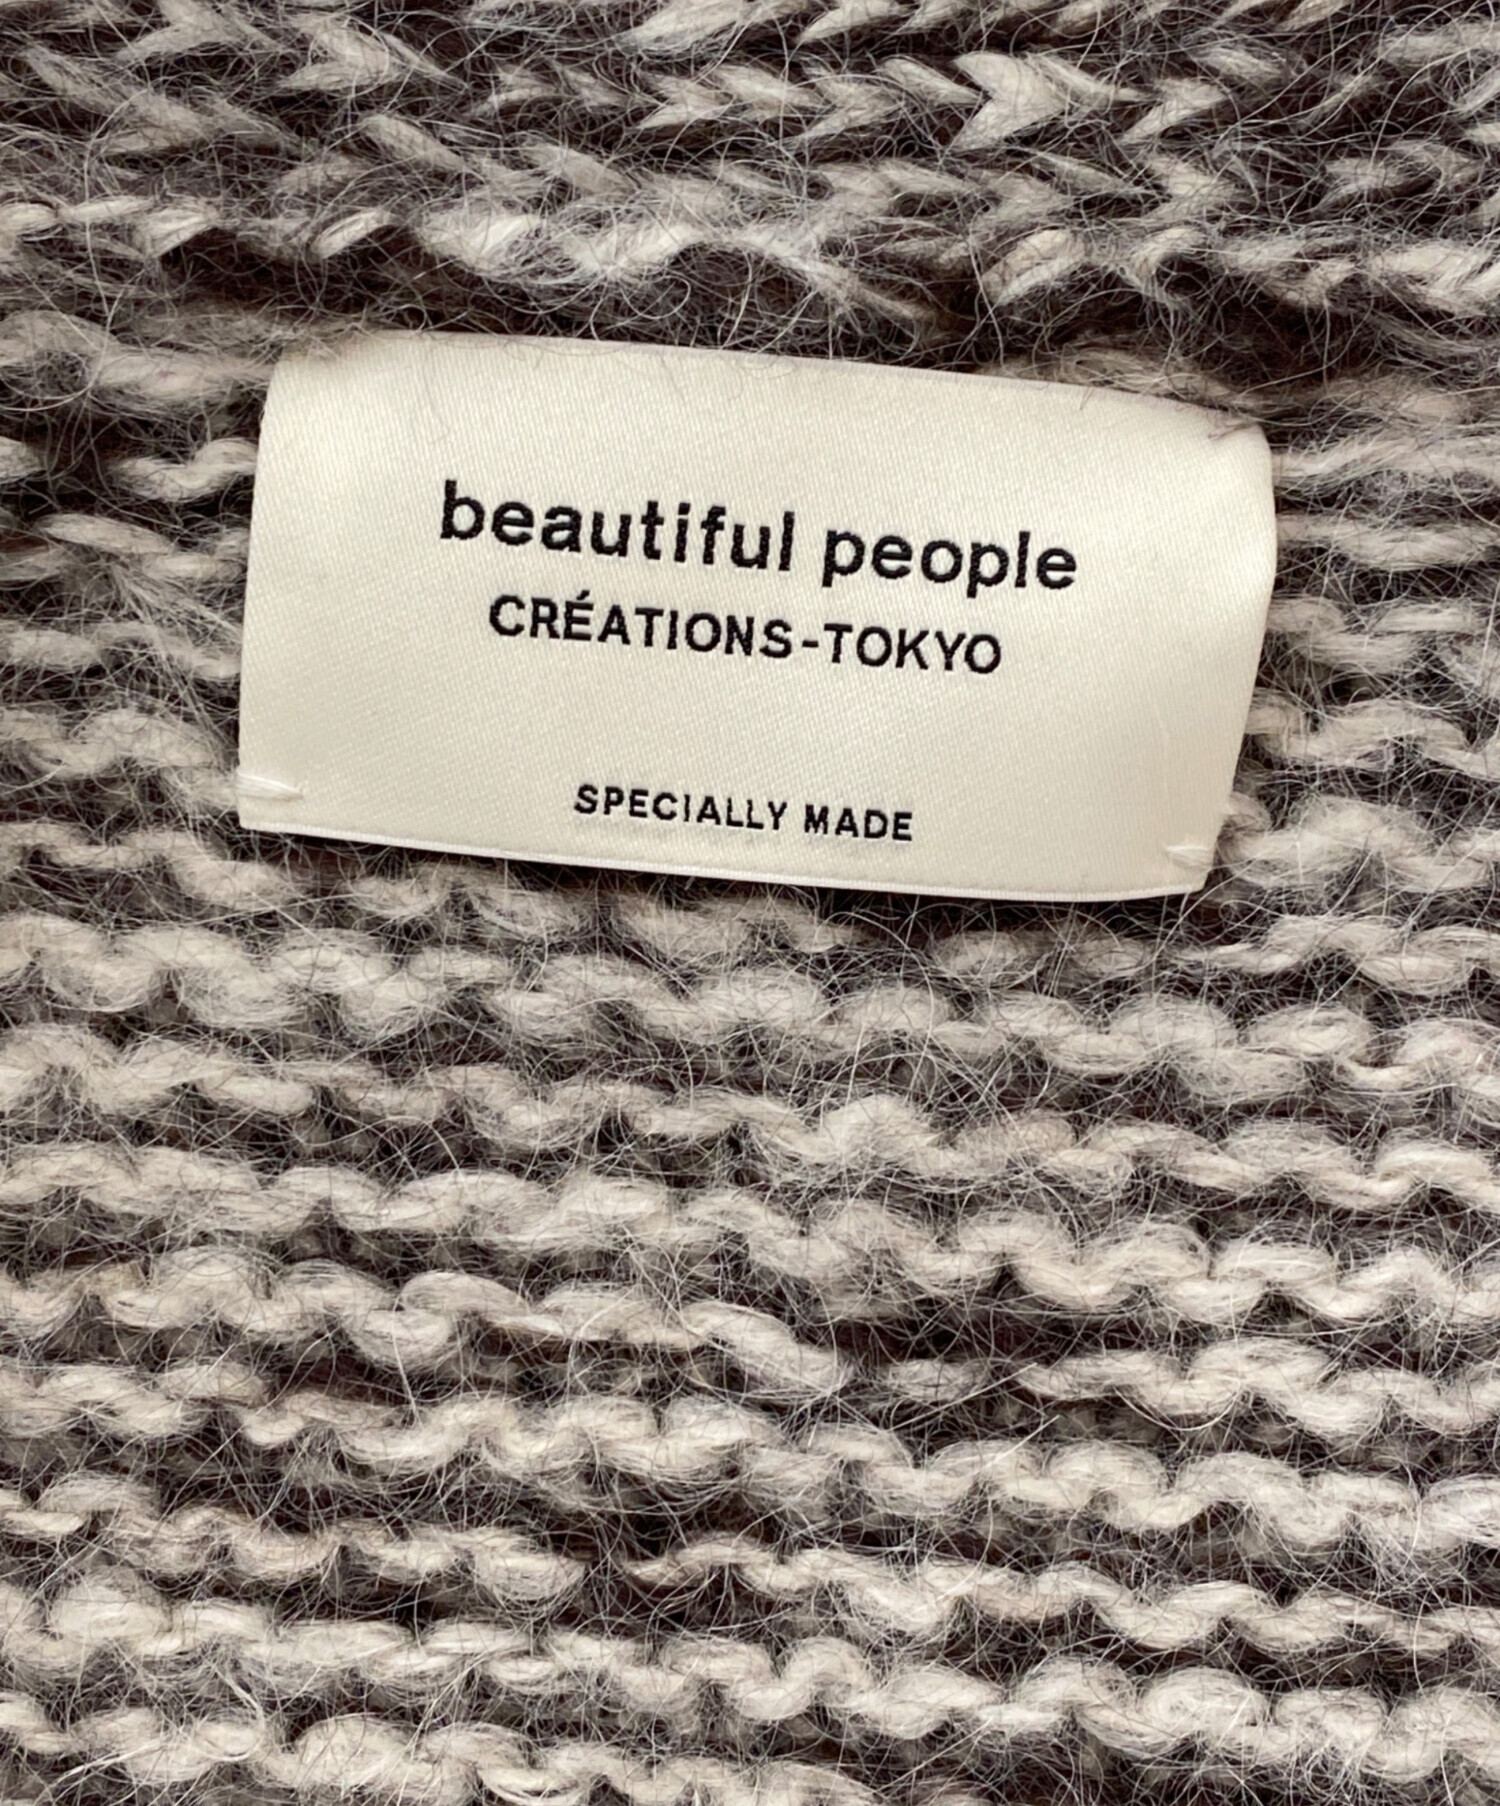 beautiful people
CRÉATIONS-TOKYO
SPECIALLY MADE